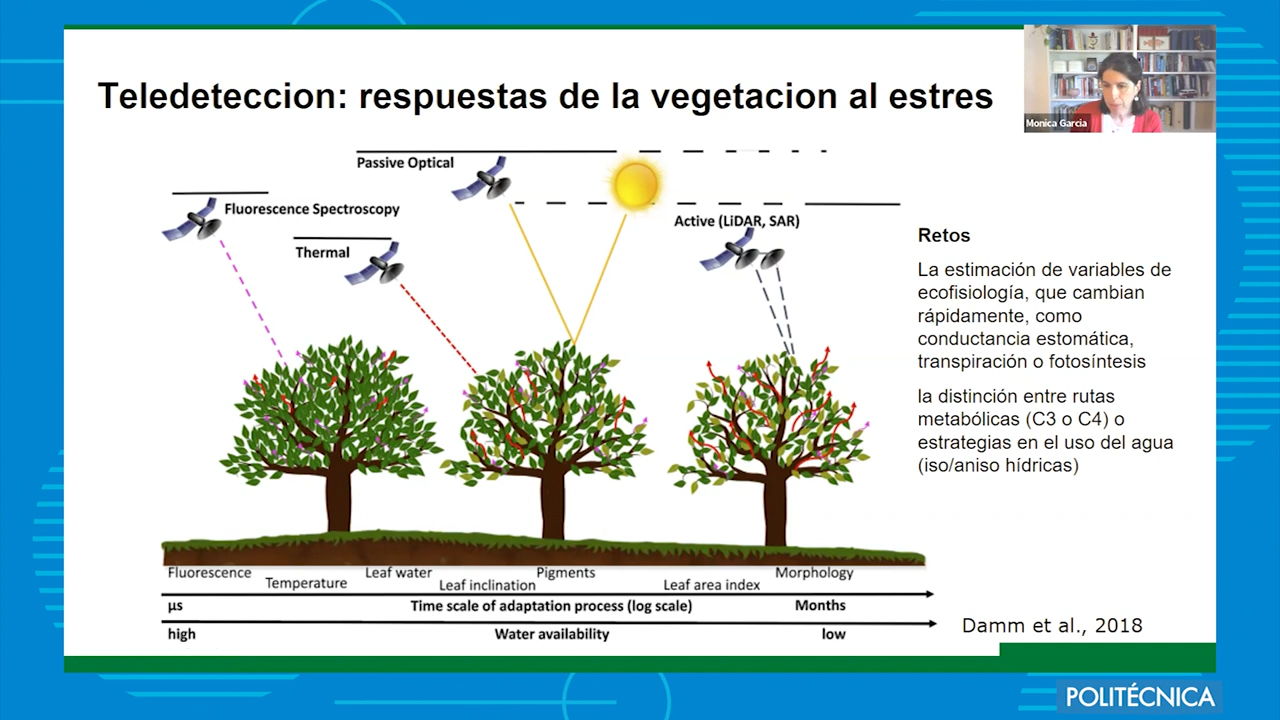 Teledeteccion: respuestas de la vegetacion al estres
Monica Garcia
Passive Optical
Fluorescence Spectroscopy
Active (LiDAR, SAR)
Thermal
Retos
La estimación de variables de
ecofisiología, que cambian
rápidamente, como
conductancia estomática,
transpiración o fotosíntesis
la distinción entre rutas
metabólicas (C3 o C4) o
estrategias en el uso del agua
(iso/aniso hídricas)
Fluorescence
Temperature
Leaf water
Leaf inclination
Pigments
Leaf area index
Morphology
µs Time scale of adaptation process (log scale) Months
high Water availability low
Damm et al., 2018
POLITÉCNICA